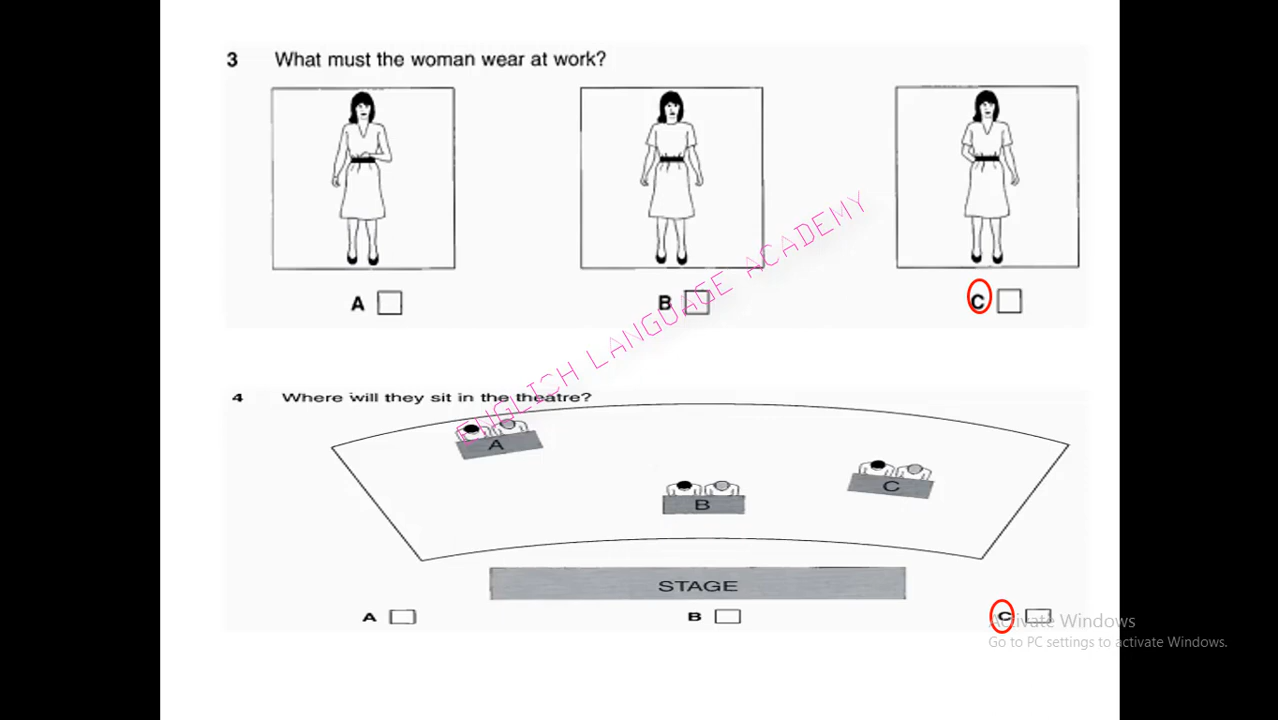 3 What must the woman wear at work?
A B C
ENGLISH LANGUAGE ACADEMY
4 Where will they sit in the theatre?
A
B
C
STAGE
A B C
Activate Windows
Go to PC settings to activate Windows.